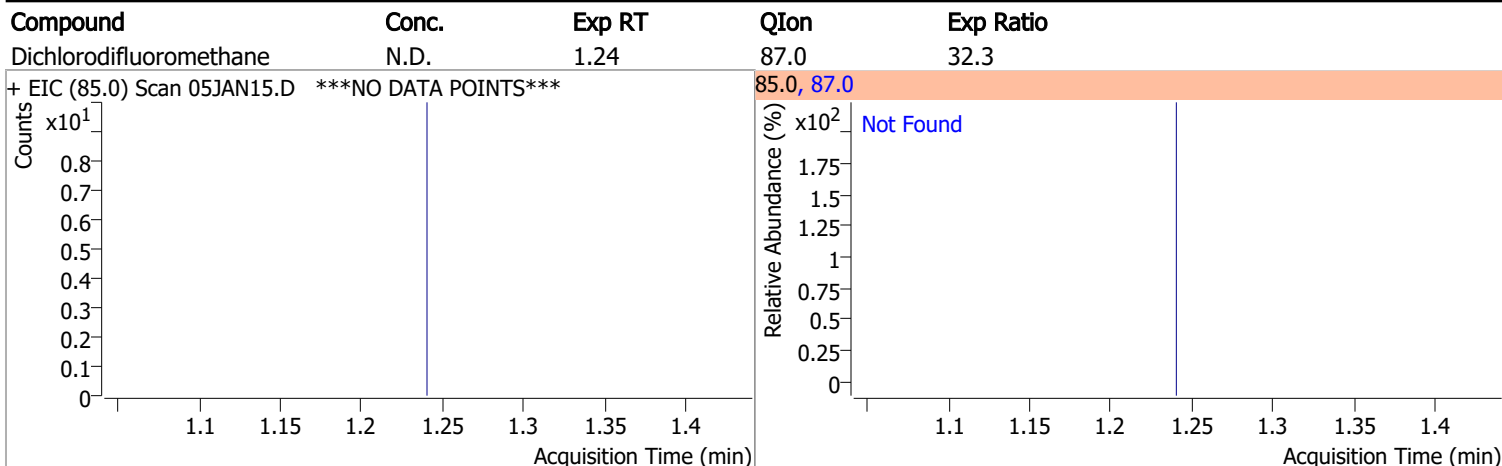 Compound Conc. Exp RT QIon Exp Ratio
Dichlorodifluoromethane N.D. 1.24 87.0 32.3
+ EIC (85.0) Scan 05JAN15.D ***NO DATA POINTS***
Counts
x10¹
0.8
0.7
0.6
0.5
0.4
0.3
0.2
0.1
0
1.1 1.15 1.2 1.25 1.3 1.35 1.4
Acquisition Time (min)
85.0, 87.0
Relative Abundance (%)
x10²
Not Found
1.75
1.5
1.25
1
0.75
0.5
0.25
0
1.1 1.15 1.2 1.25 1.3 1.35 1.4
Acquisition Time (min)